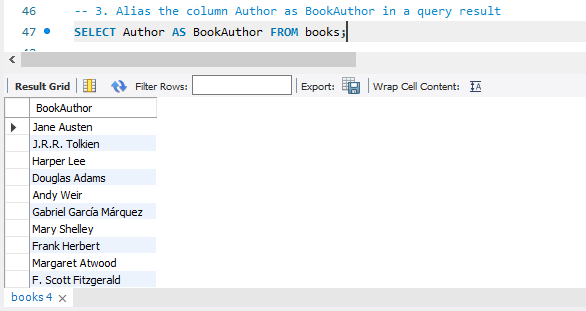 46 -- 3. Alias the column Author as BookAuthor in a query result
47 SELECT Author AS BookAuthor FROM books;
Result Grid Filter Rows: Export: Wrap Cell Content: IA
BookAuthor
Jane Austen
J.R.R. Tolkien
Harper Lee
Douglas Adams
Andy Weir
Gabriel García Márquez
Mary Shelley
Frank Herbert
Margaret Atwood
F. Scott Fitzgerald
books 4